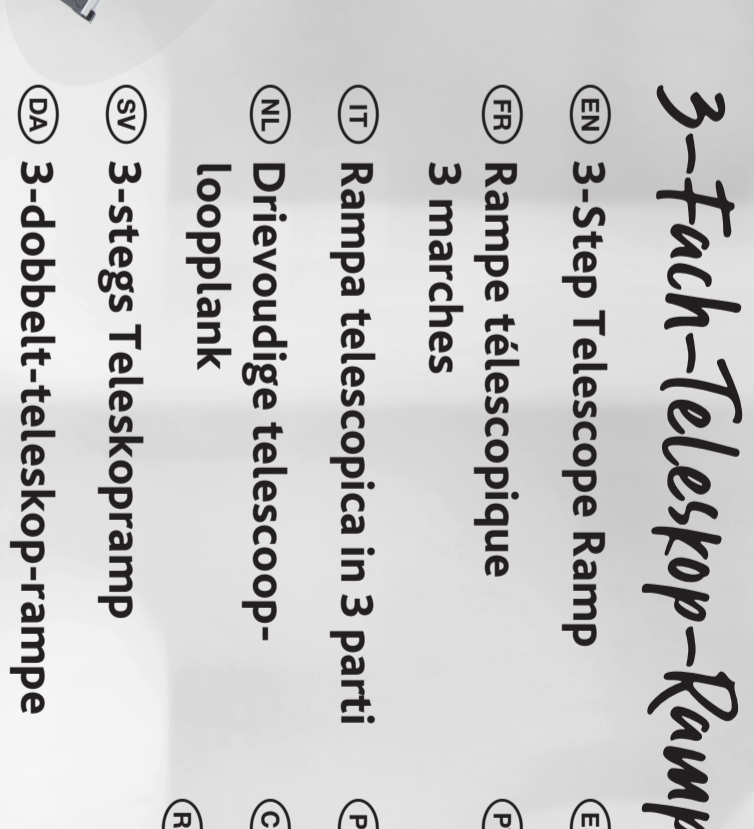 3-Fach-Teleskop-Ramp
EN 3-Step Telescope Ramp
FR Rampe télescopique
3 marches
IT Rampa telescopica in 3 parti
NL Drievoudige telescoop-
loopplank
SV 3-stegs Teleskopramp
DA 3-dobbelt-teleskop-rampe